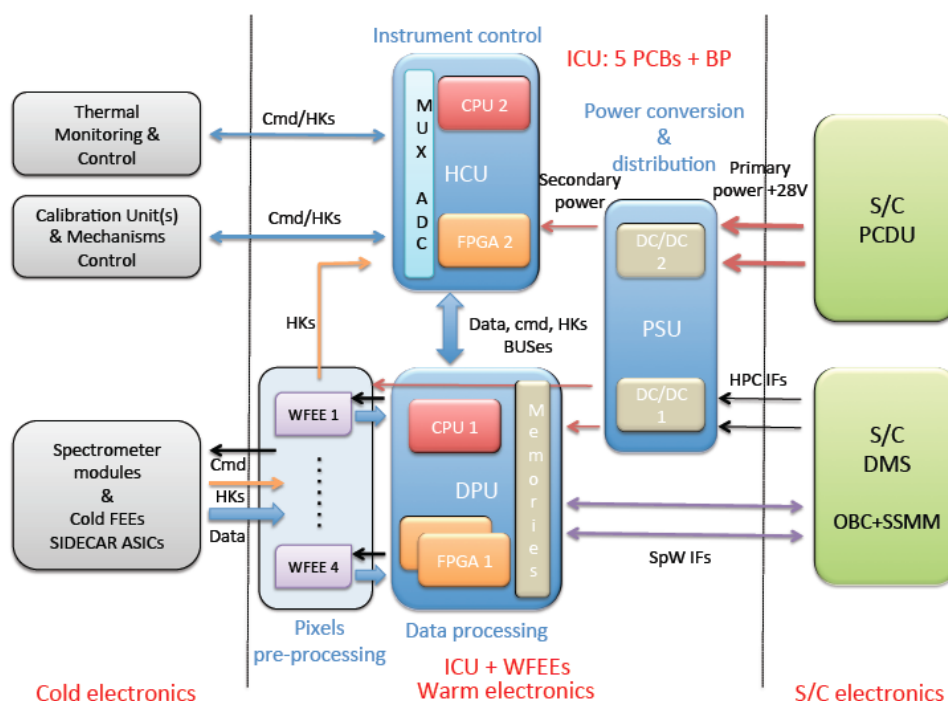 Instrument control
ICU: 5 PCBs + BP
Thermal
Monitoring &
Control
Cmd/HKs
MUX ADC
CPU 2
HCU
FPGA 2
Power conversion
&
distribution
Secondary
power
Primary
power +28V
S/C
PCDU
Calibration Unit(s)
& Mechanisms
Control
Cmd/HKs
DC/DC
2
PSU
DC/DC
1
HKs
Data, cmd, HKs
BUSes
HPC IFs
WFEE 1
WFEE 4
CPU 1
DPU
FPGA 1
Memories
Spectrometer
modules
&
Cold FEEs
SIDECAR ASICs
Cmd
HKs
Data
S/C
DMS
OBC+SSMM
SpW IFs
Pixels
pre-processing
Data processing
Cold electronics
ICU + WFEEs
Warm electronics
S/C electronics